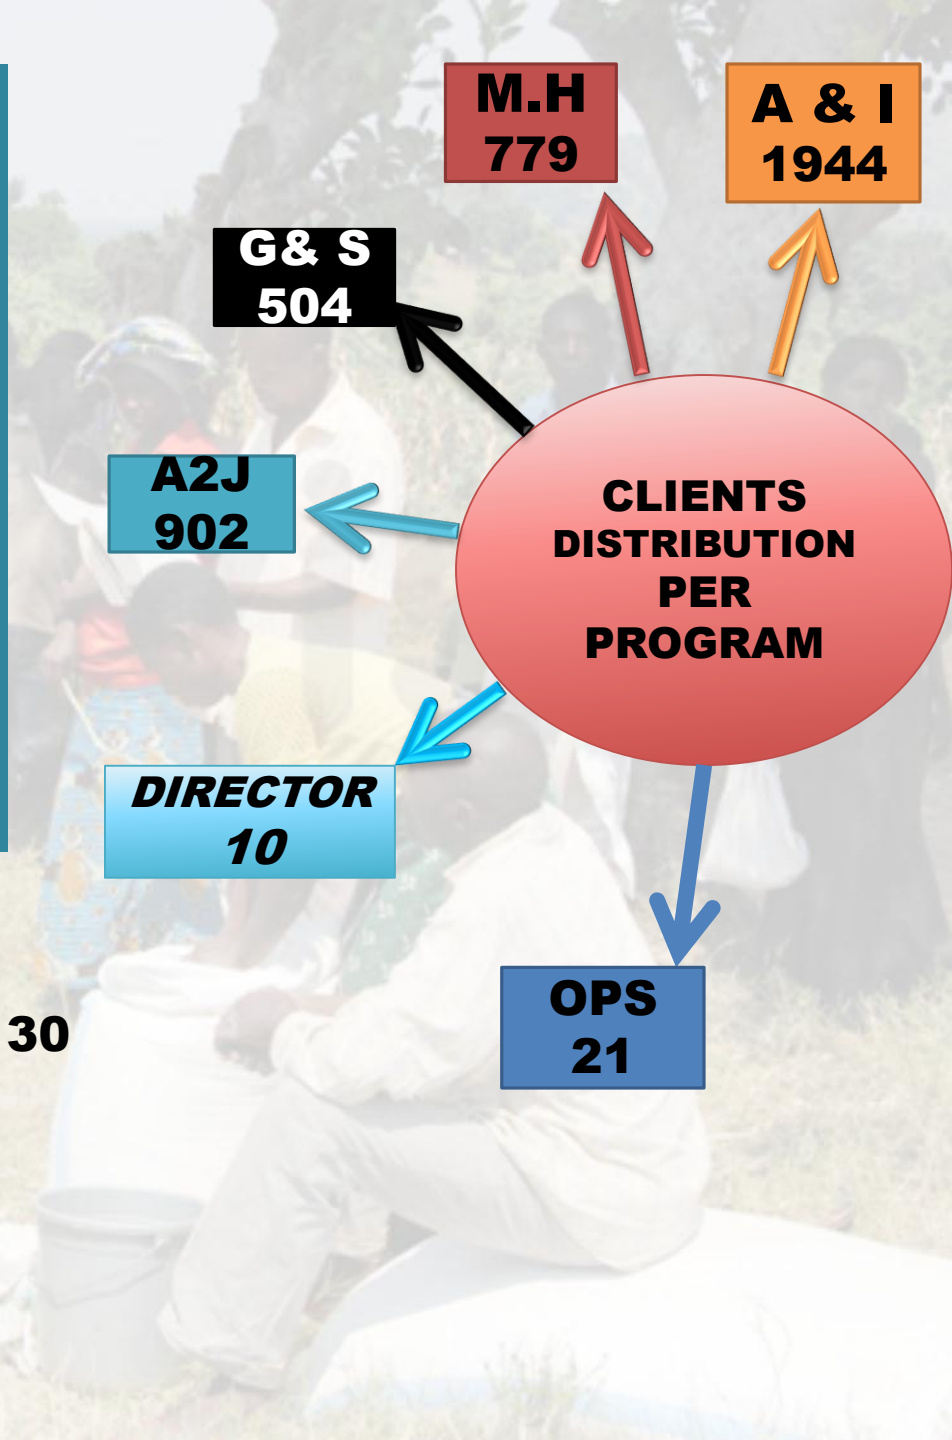 M.H
779
A & I
1944
G& S
504
A2J
902
CLIENTS
DISTRIBUTION
PER
PROGRAM
DIRECTOR
10
OPS
21
30